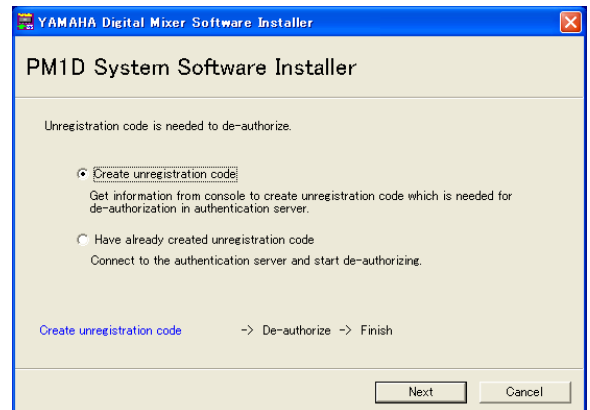 YAMAHA Digital Mixer Software Installer
PM1D System Software Installer
Unregistration code is needed to de-authorize.
Create unregistration code
Get information from console to create unregistration code which is needed for
de-authorization in authentication server.
Have already created unregistration code
Connect to the authentication server and start de-authorizing.
Create unregistration code -> De-authorize -> Finish
Next Cancel